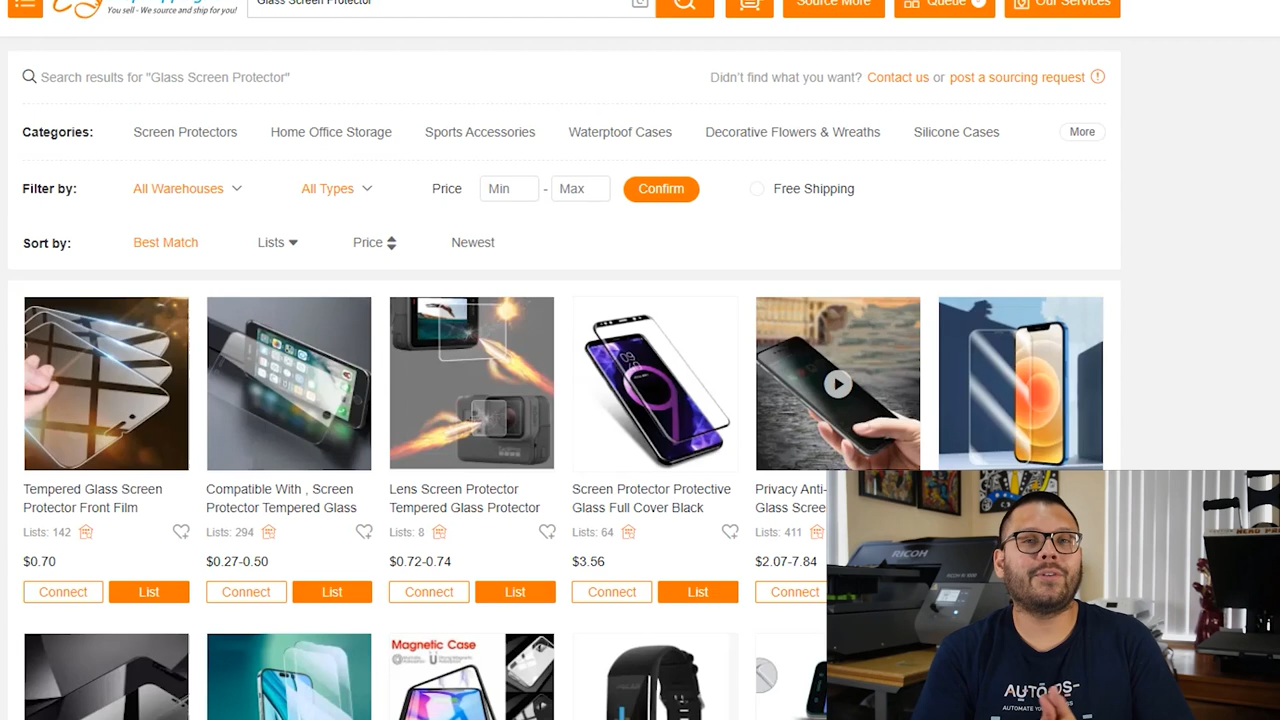 You sell - We source and ship for you!
Glass Screen Protector
Source More
Queue
Our Services
Search results for "Glass Screen Protector"
Didn't find what you want? Contact us or post a sourcing request
Categories: Screen Protectors Home Office Storage Sports Accessories Waterptoof Cases Decorative Flowers & Wreaths Silicone Cases More
Filter by: All Warehouses All Types Price Min - Max Confirm Free Shipping
Sort by: Best Match Lists Price Newest
Tempered Glass Screen
Protector Front Film
Lists: 142
$0.70
Connect List
Compatible With , Screen
Protector Tempered Glass
Lists: 294
$0.27-0.50
Connect List
Lens Screen Protector
Tempered Glass Protector
Lists: 8
$0.72-0.74
Connect List
Screen Protector Protective
Glass Full Cover Black
Lists: 64
$3.56
Connect List
Privacy Anti-
Glass Scree
Lists: 411
$2.07-7.84
Connect
Magnetic Case
RICOH